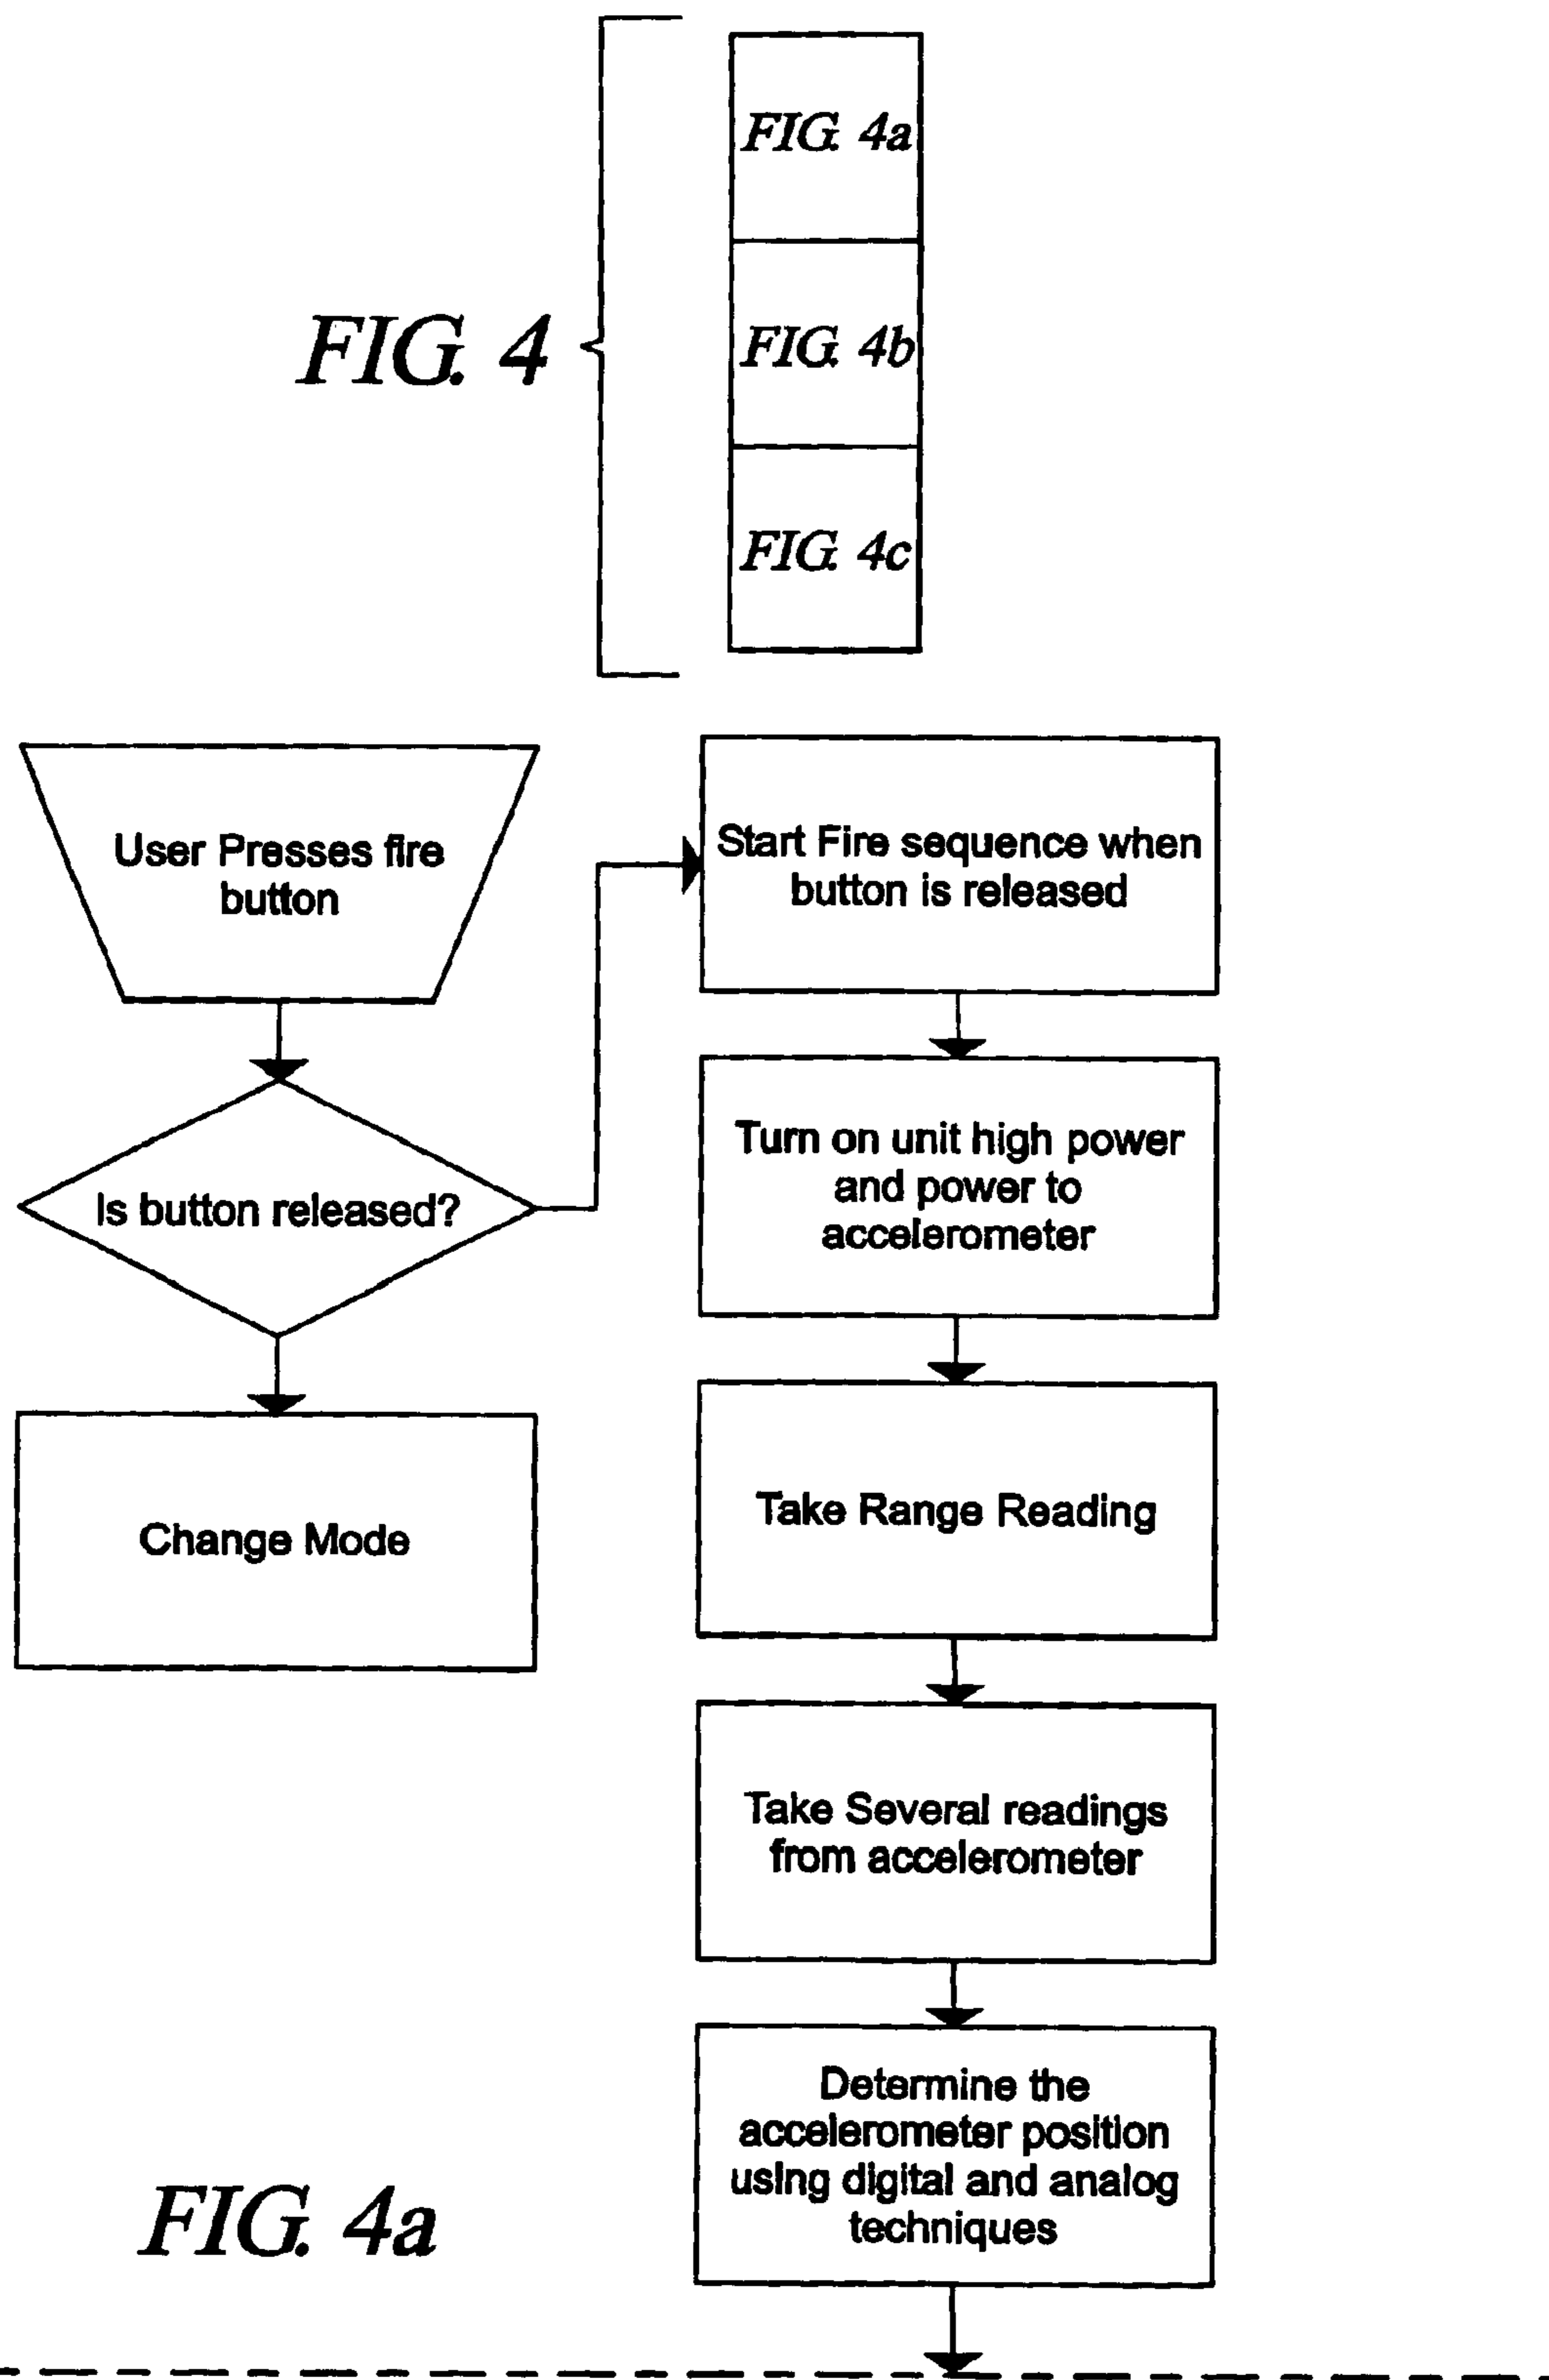 FIG. 4
FIG. 4a
FIG. 4b
FIG. 4c
User Presses fire
button
Is button released?
Change Mode
Start Fire sequence when
button is released
Turn on unit high power
and power to
accelerometer
Take Range Reading
Take Several readings
from accelerometer
Determine the
accelerometer position
using digital and analog
techniques
FIG. 4a